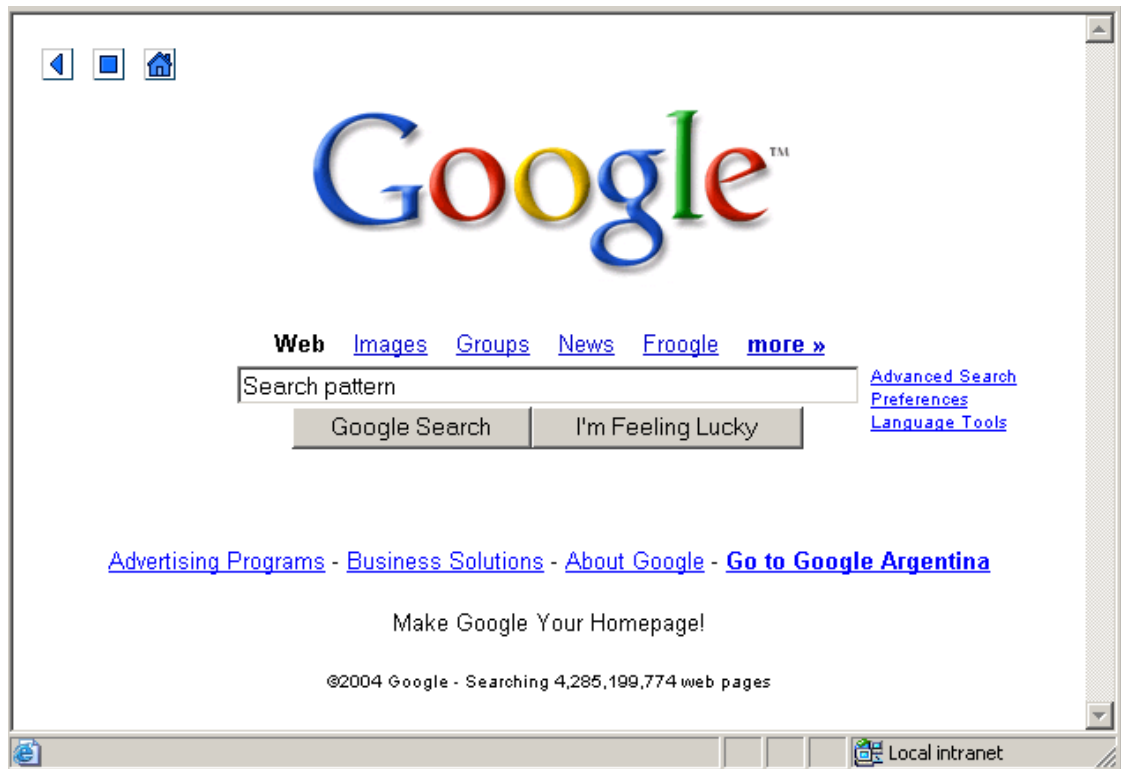 Google™
Web Images Groups News Froogle more »
Search pattern
Advanced Search
Preferences
Language Tools
Google Search I'm Feeling Lucky
Advertising Programs - Business Solutions - About Google - Go to Google Argentina
Make Google Your Homepage!
©2004 Google - Searching 4,285,199,774 web pages
Local intranet